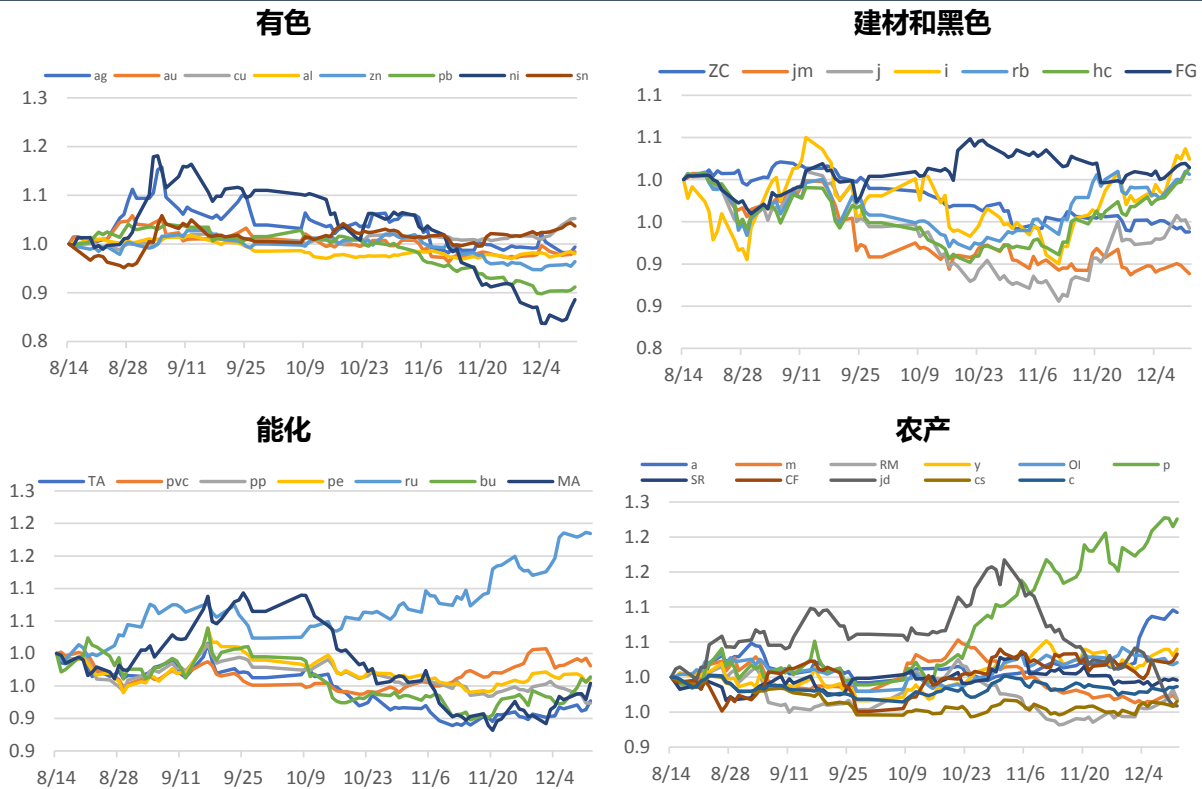 有色
ag au cu al zn pb ni sn
1.3
1.2
1.1
1.0
0.9
0.8
8/14 8/28 9/11 9/25 10/9 10/23 11/6 11/20 12/4
建材和黑色
ZC jm j i rb hc FG
1.1
1.1
1.0
1.0
0.9
0.9
0.8
8/14 8/28 9/11 9/25 10/9 10/23 11/6 11/20 12/4
能化
TA pvc pp pe ru bu MA
1.3
1.2
1.2
1.1
1.1
1.0
1.0
0.9
0.9
8/14 8/28 9/11 9/25 10/9 10/23 11/6 11/20 12/4
农产
a m RM y OI p
SR CF jd cs c
1.3
1.2
1.2
1.1
1.1
1.0
1.0
0.9
8/14 8/28 9/11 9/25 10/9 10/23 11/6 11/20 12/4